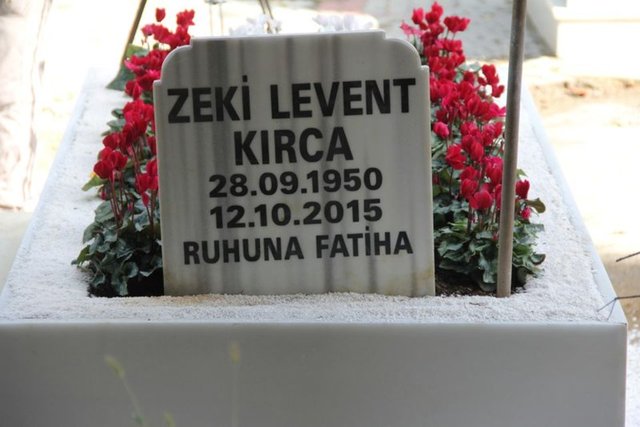 ZEKİ LEVENT
KIRCA
28.09.1950
12.10.2015
RUHUNA FATİHA